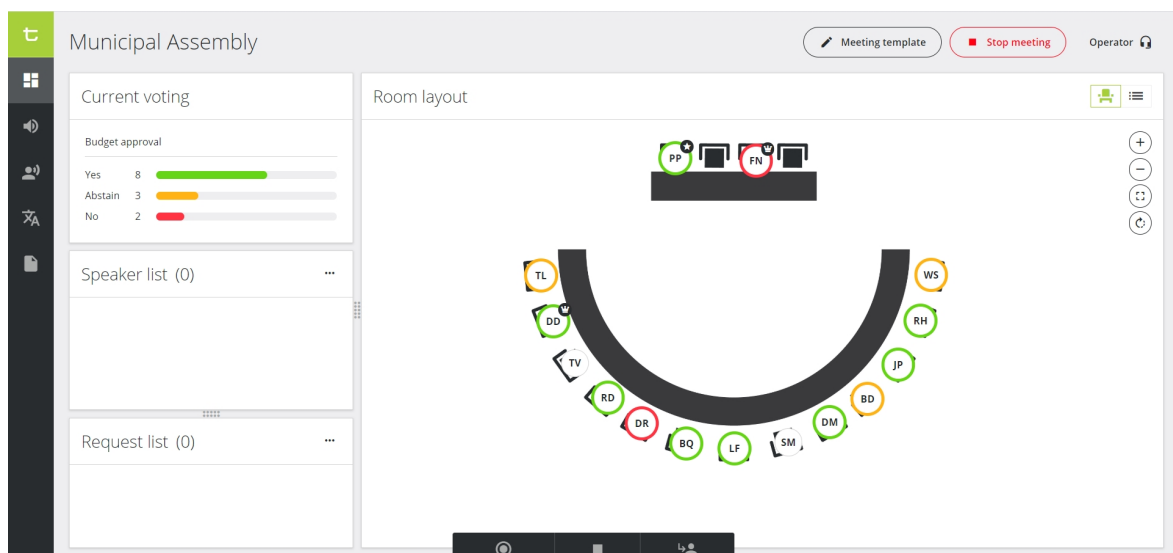 Municipal Assembly
Meeting template
Stop meeting
Operator
Current voting
Budget approval
Yes 8
Abstain 3
No 2
Speaker list (0)
Request list (0)
Room layout
PP
FN
TL
WS
DD
RH
TV
JP
RD
BD
DR
DM
BQ
LF
SM